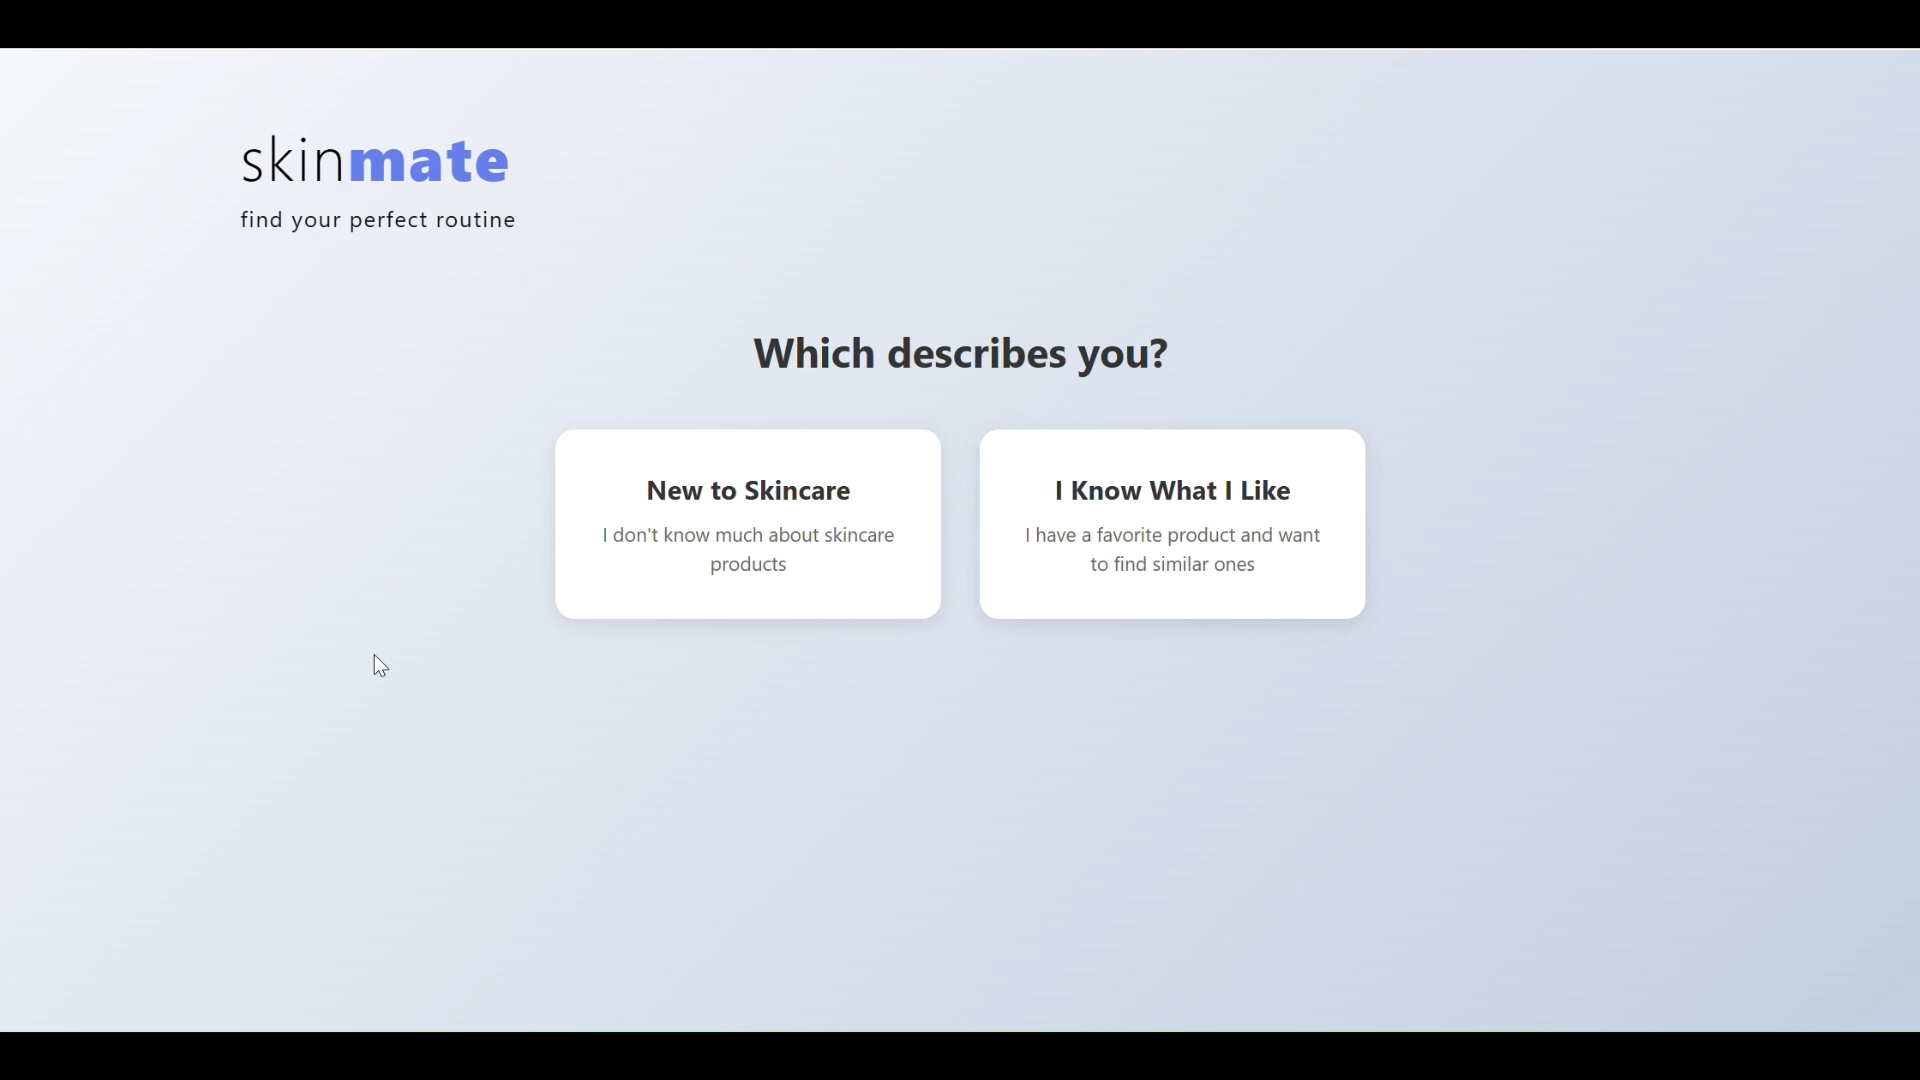 skinmate
find your perfect routine
Which describes you?
New to Skincare
I don't know much about skincare
products
I Know What I Like
I have a favorite product and want
to find similar ones